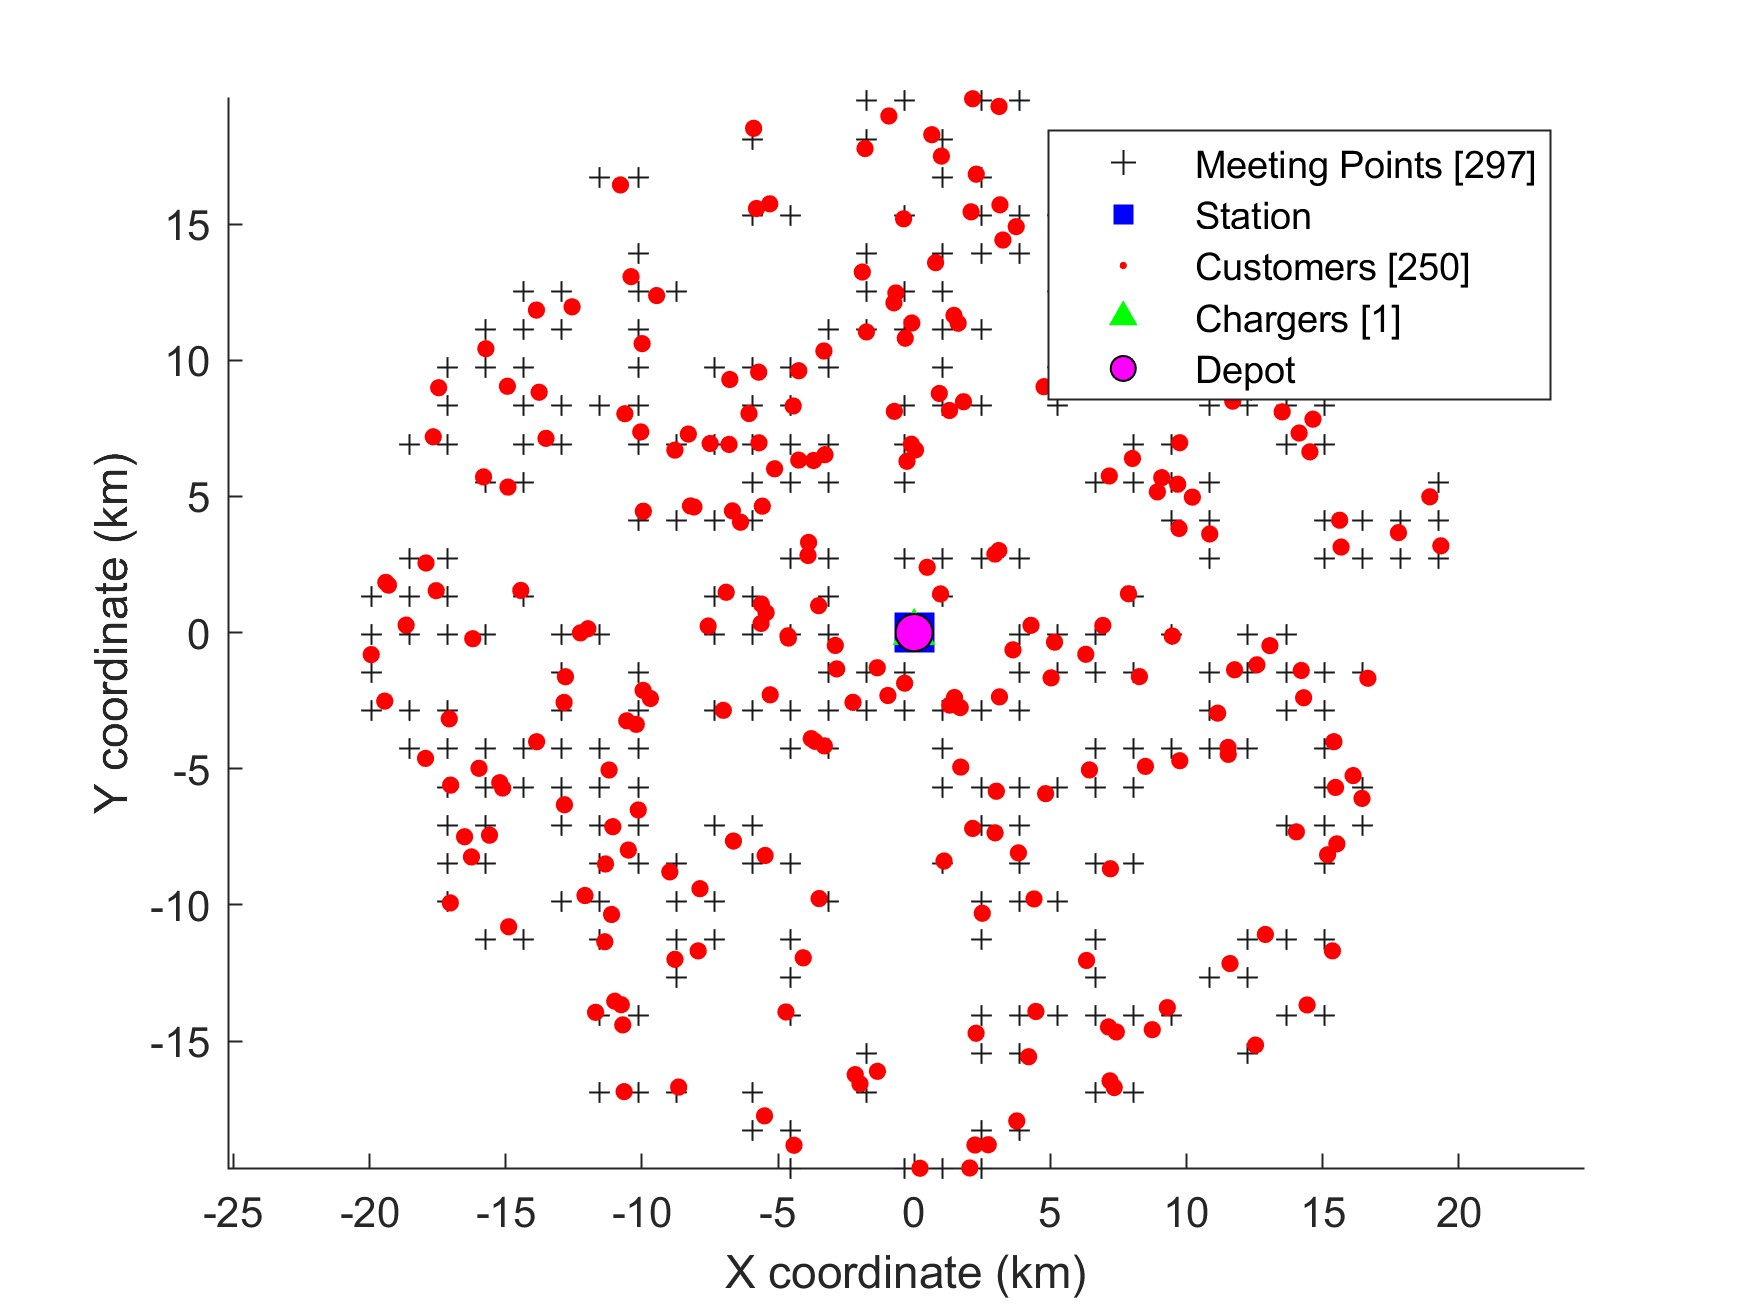 Meeting Points [297]
Station
Customers [250]
Chargers [1]
Depot
15
10
5
0
-5
-10
-15
Y coordinate (km)
-25 -20 -15 -10 -5 0 5 10 15 20
X coordinate (km)